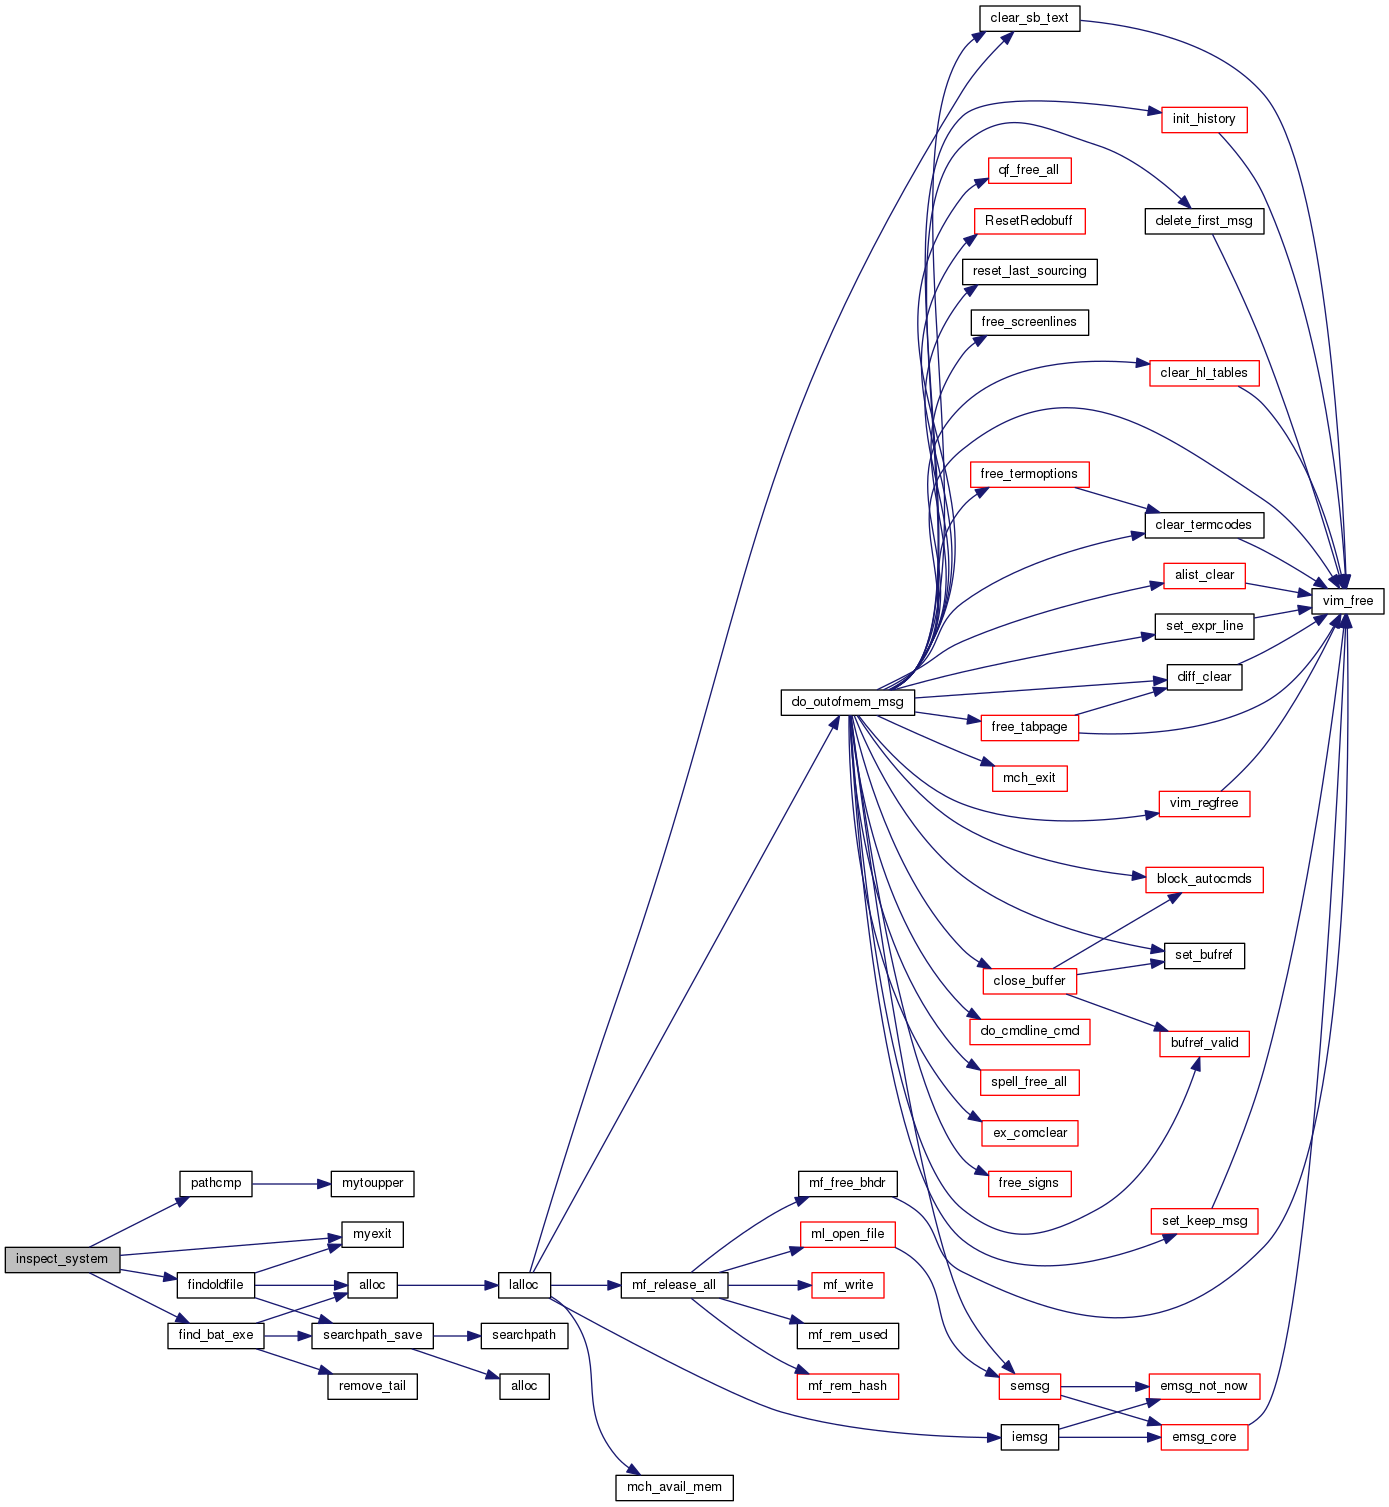 clear_sb_text
init_history
qf_free_all
ResetRedobuff
delete_first_msg
reset_last_sourcing
free_screenlines
clear_hl_tables
free_termoptions
clear_termcodes
alist_clear
vim_free
set_expr_line
diff_clear
do_outofmem_msg
free_tabpage
mch_exit
vim_regfree
block_autocmds
set_bufref
close_buffer
do_cmdline_cmd
bufref_valid
spell_free_all
ex_comclear
pathcmp
mytoupper
mf_free_bhdr
free_signs
set_keep_msg
myexit
ml_open_file
inspect_system
findoldfile
alloc
lalloc
mf_release_all
mf_write
find_bat_exe
searchpath_save
searchpath
mf_rem_used
remove_tail
alloc
mf_rem_hash
semsg
emsg_not_now
iemsg
emsg_core
mch_avail_mem